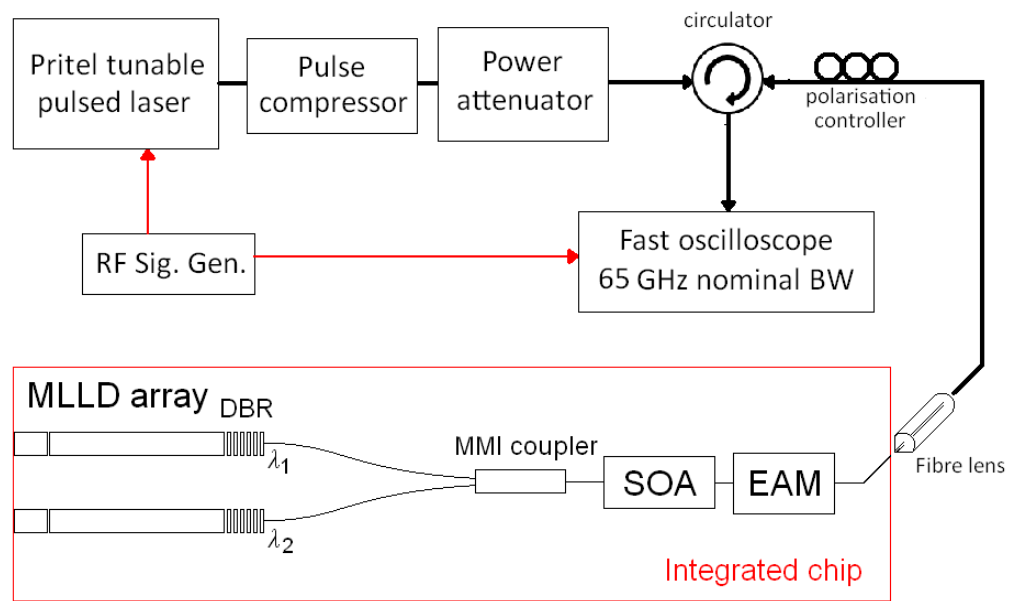 circulator
Pritel tunable
pulsed laser
Pulse
compressor
Power
attenuator
polarisation
controller
RF Sig. Gen.
Fast oscilloscope
65 GHz nominal BW
MLLD array
DBR
λ1
MMI coupler
SOA
EAM
Fibre lens
λ2
Integrated chip